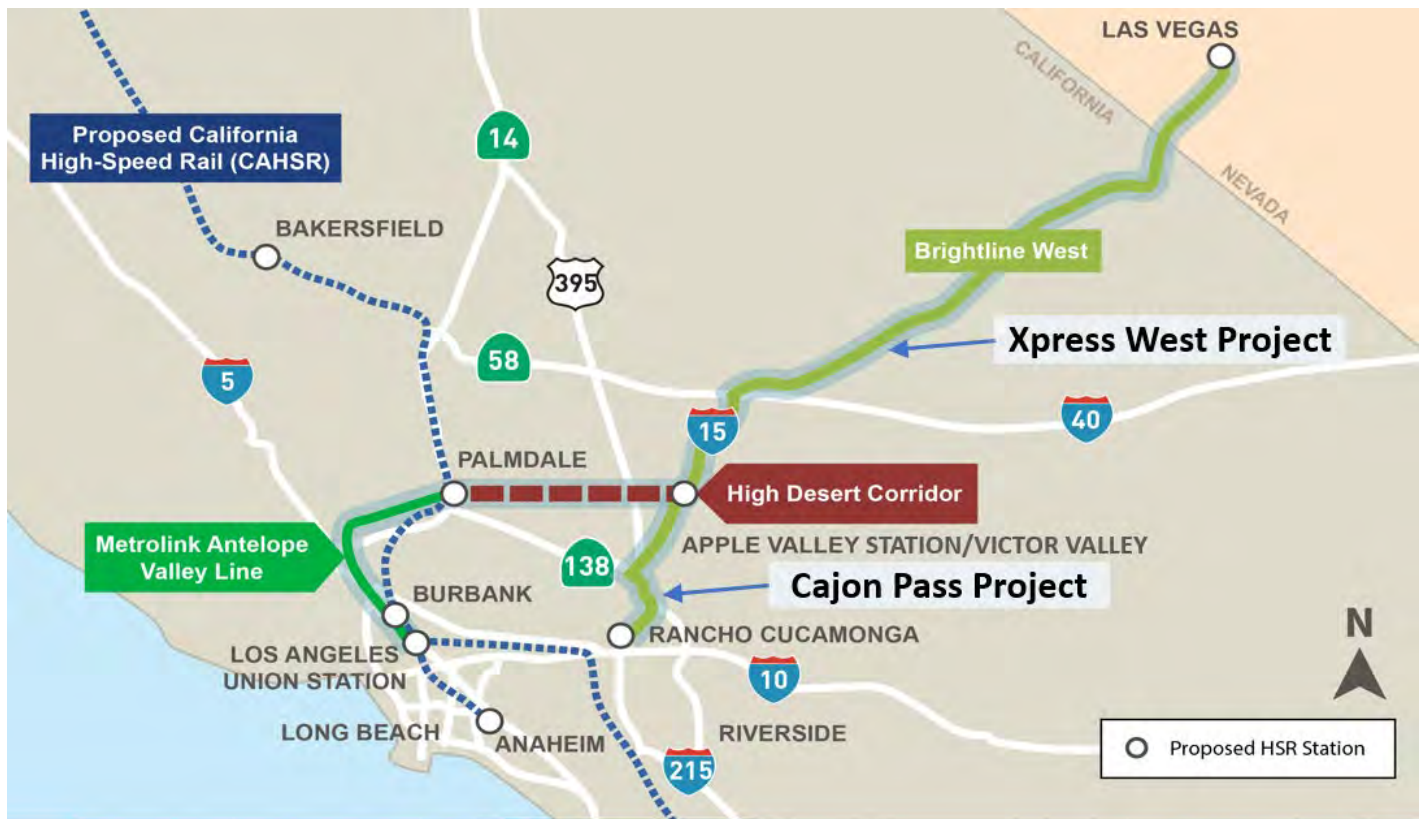 LAS VEGAS
CALIFORNIA
NEVADA
Proposed California
High-Speed Rail (CAHSR)
14
BAKERSFIELD
395
Brightline West
Xpress West Project
5
58
15
40
PALMDALE
High Desert Corridor
Metrolink Antelope
Valley Line
138
APPLE VALLEY STATION/VICTOR VALLEY
Cajon Pass Project
BURBANK
RANCHO CUCAMONGA
N
LOS ANGELES
UNION STATION
10
LONG BEACH
ANAHEIM
RIVERSIDE
215
Proposed HSR Station